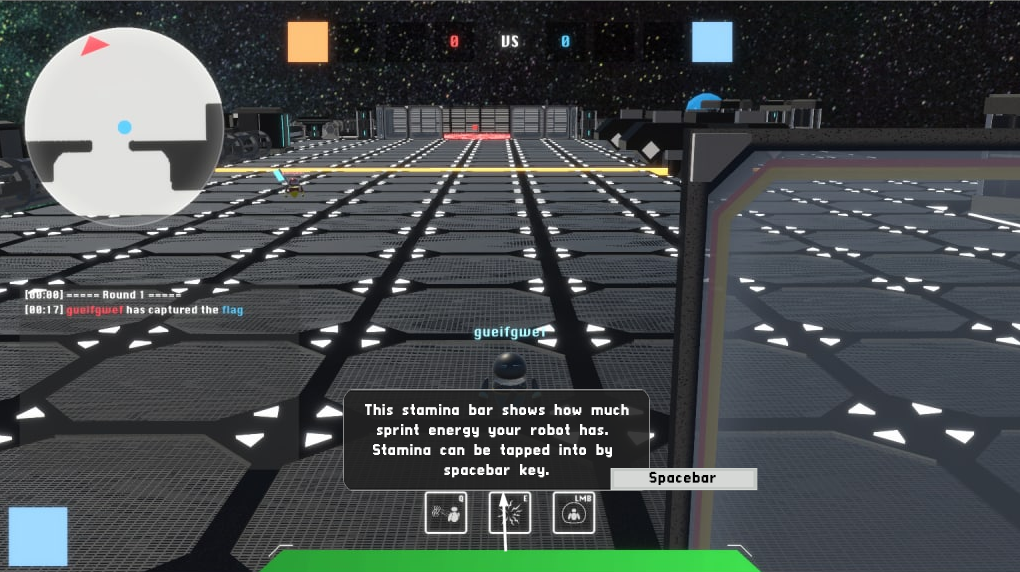 0 VS 0
[00:00] ===== Round 1 =====
[00:17] gueifgwef has captured the flag
gueifgwef
This stamina bar shows how much
sprint energy your robot has.
Stamina can be tapped into by
spacebar key.
Spacebar
Q
E
LMB